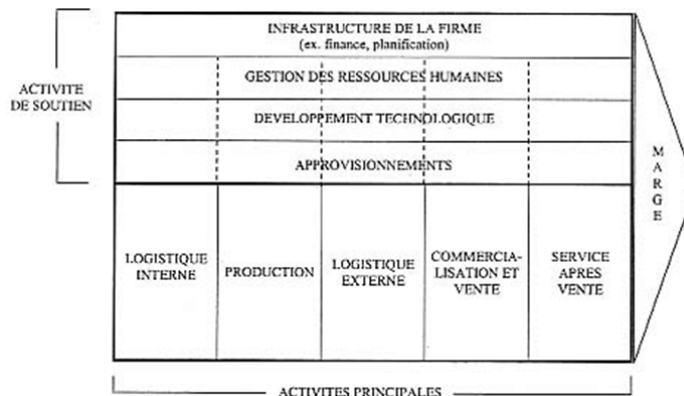 INFRASTRUCTURE DE LA FIRME
(ex. finance, planification)
GESTION DES RESSOURCES HUMAINES
DEVELOPPEMENT TECHNOLOGIQUE
APPROVISIONNEMENTS
ACTIVITE
DE SOUTIEN
LOGISTIQUE
INTERNE
PRODUCTION
LOGISTIQUE
EXTERNE
COMMERCIA-
LISATION ET
VENTE
SERVICE
APRES
VENTE
MARGE
ACTIVITES PRINCIPALES